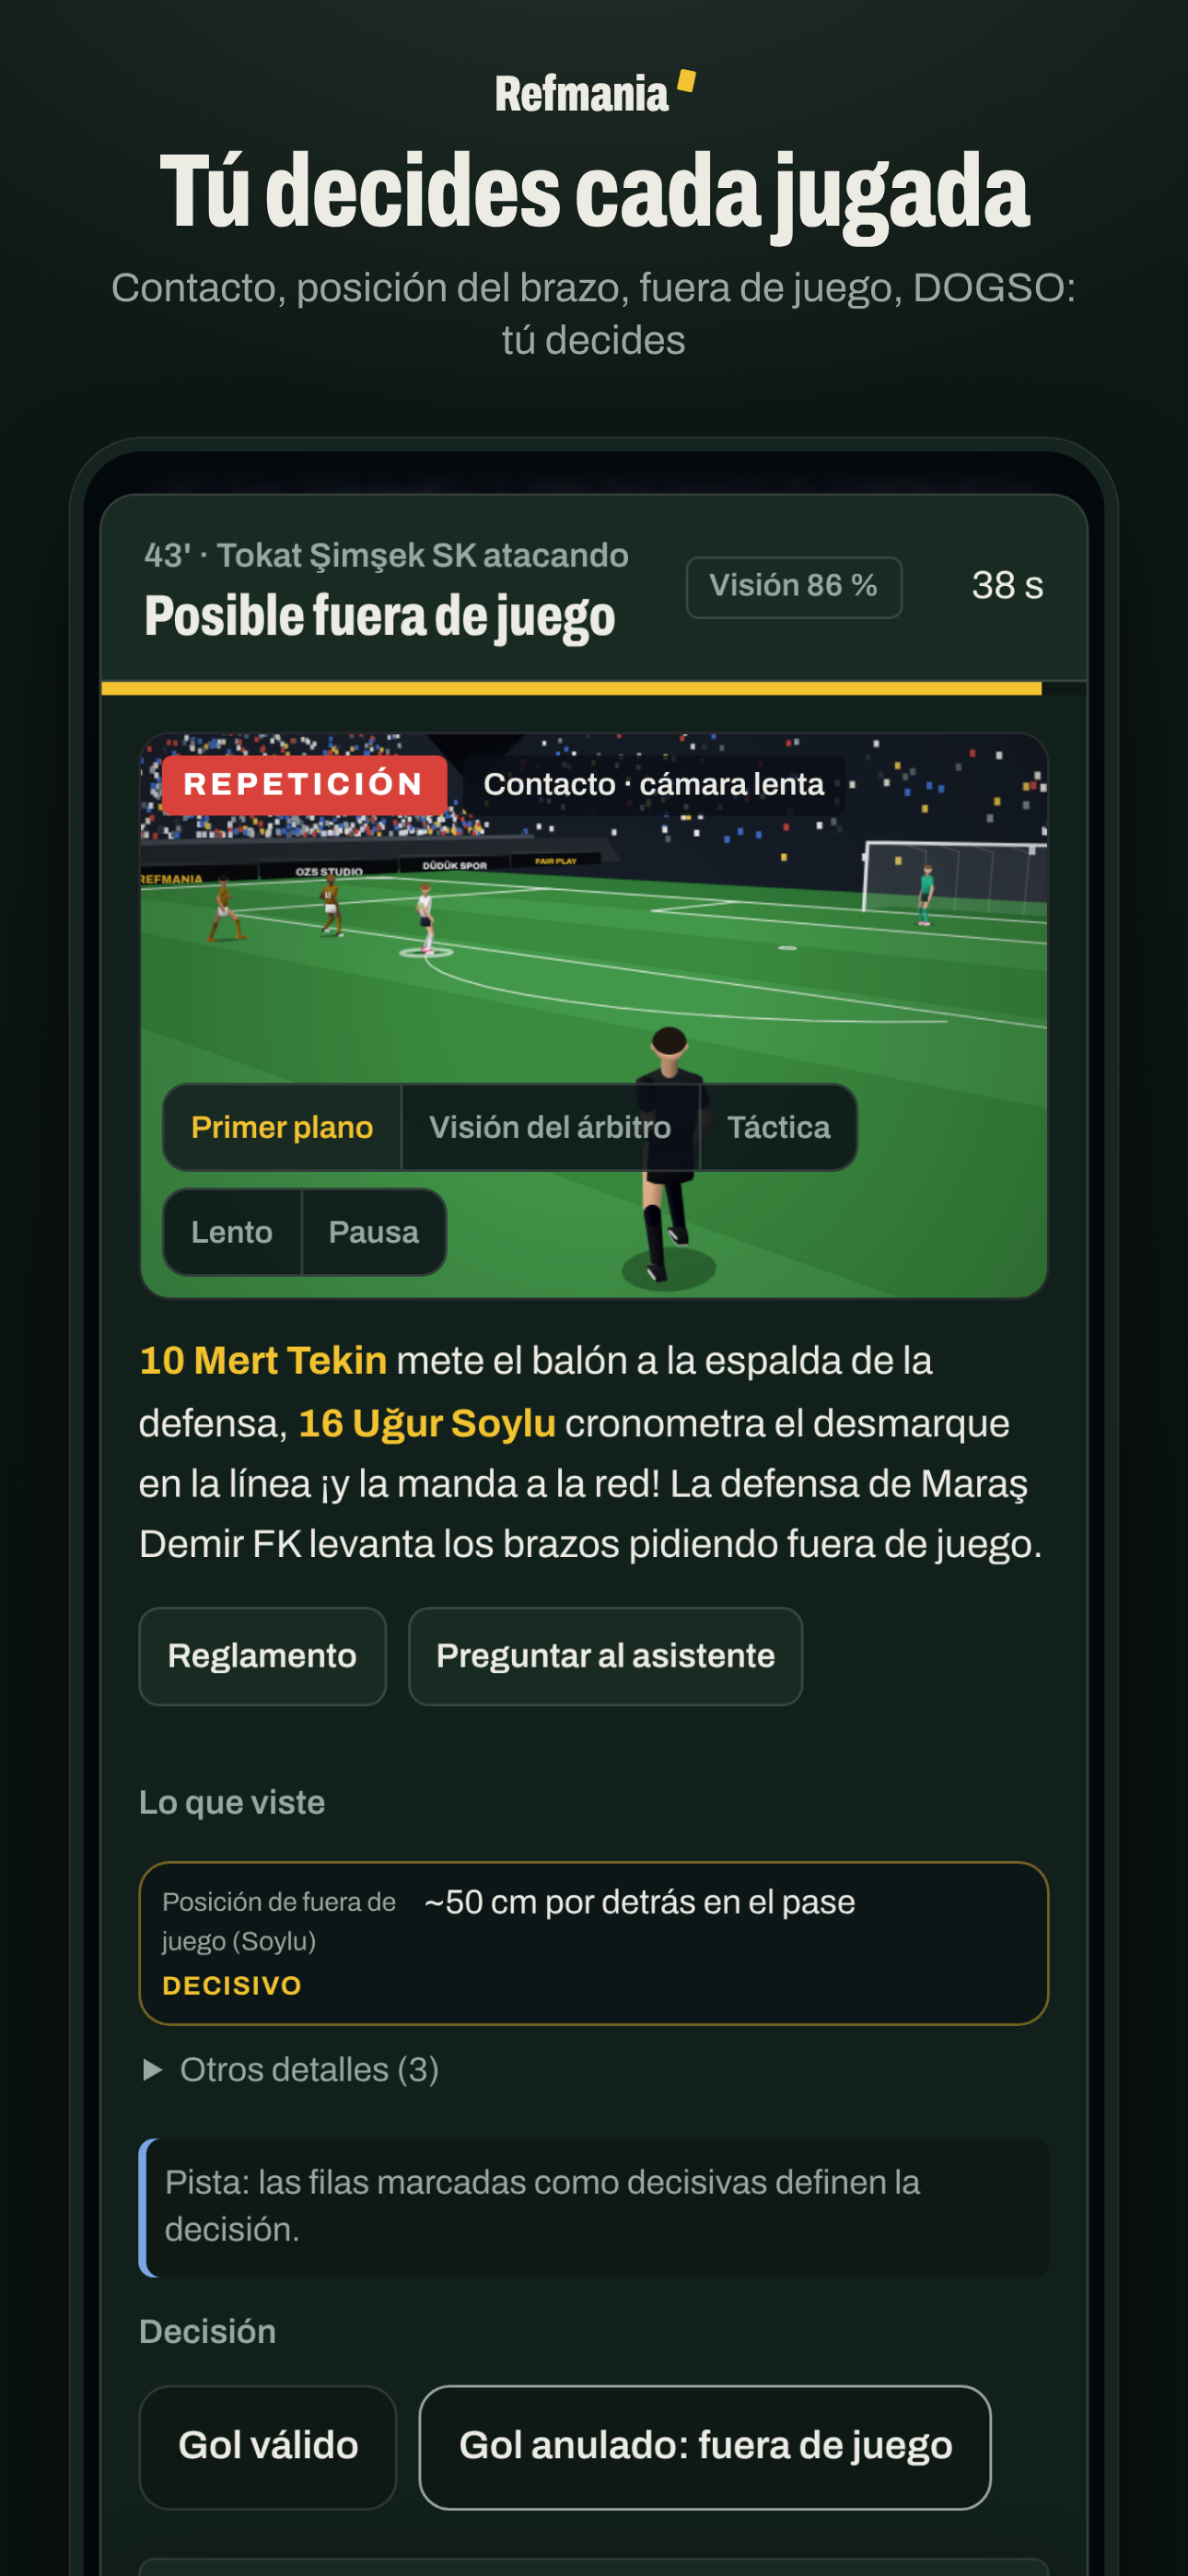 Refmania
Tú decides cada jugada
Contacto, posición del brazo, fuera de juego, DOGSO:
tú decides
43' · Tokat Şimşek SK atacando
Posible fuera de juego
Visión 86 %
38 s
REPETICIÓN
Contacto · cámara lenta
REFMANIA
OZS STUDIO
DÜDÜK SPOR
FAIR PLAY
Primer plano
Visión del árbitro
Táctica
Lento
Pausa
10 Mert Tekin mete el balón a la espalda de la
defensa, 16 Uğur Soylu cronometra el desmarque
en la línea ¡y la manda a la red! La defensa de Maraş
Demir FK levanta los brazos pidiendo fuera de juego.
Reglamento
Preguntar al asistente
Lo que viste
Posición de fuera de
juego (Soylu)
~50 cm por detrás en el pase
DECISIVO
▶ Otros detalles (3)
Pista: las filas marcadas como decisivas definen la
decisión.
Decisión
Gol válido
Gol anulado: fuera de juego